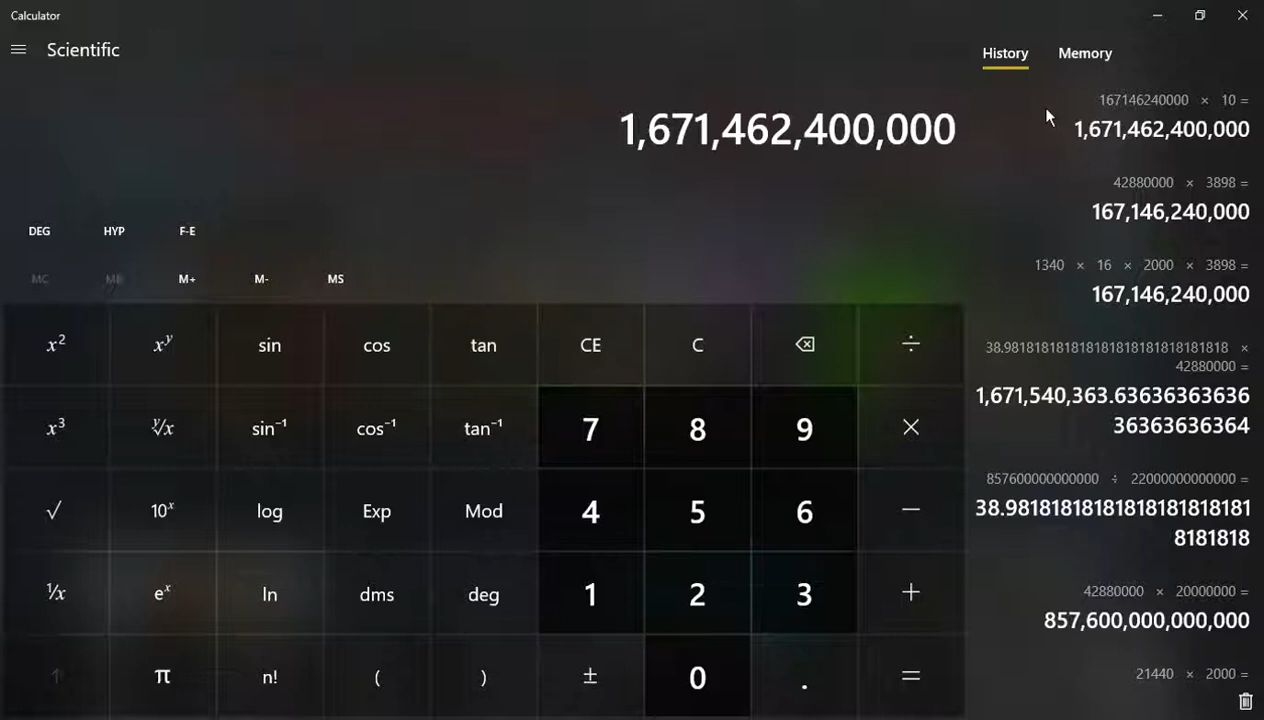 Calculator
Scientific
History Memory
167146240000 × 10 =
1,671,462,400,000
1,671,462,400,000
42880000 × 3898 =
167,146,240,000
DEG HYP F-E
1340 × 16 × 2000 × 3898 =
MC MR M+ M- MS
167,146,240,000
x² xʸ sin cos tan CE C ÷
38.981818181818181818181818181818 ×
42880000 =
1,671,540,363.63636363636
36363636364
x³ ʸ√x sin⁻¹ cos⁻¹ tan⁻¹ 7 8 9 ×
857600000000000 ÷ 22000000000000 =
38.9818181818181818181818181
8181818
√ 10ˣ log Exp Mod 4 5 6 −
42880000 × 20000000 =
857,600,000,000,000
¹/x eˣ ln dms deg 1 2 3 +
21440 × 2000 =
↑ π n! ( ) ± 0 . =